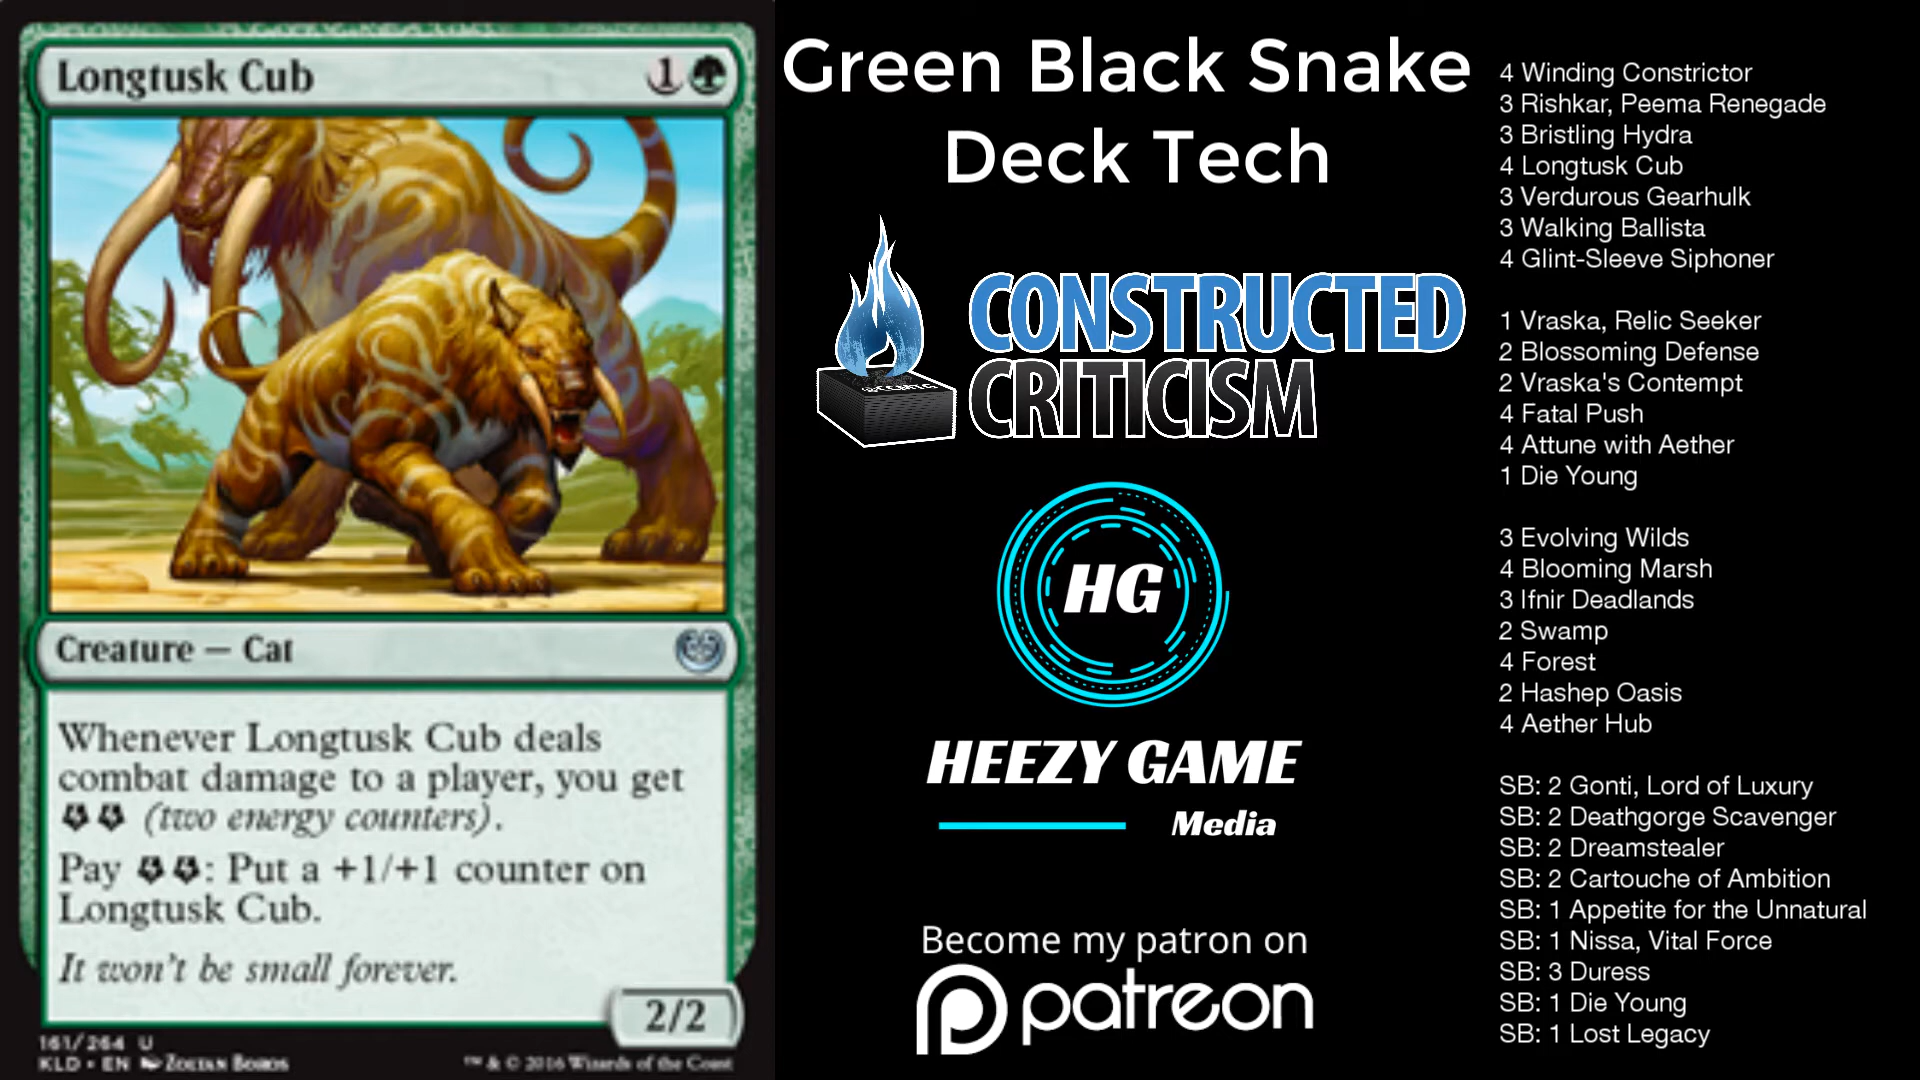 Longtusk Cub
1
Creature — Cat
Whenever Longtusk Cub deals
combat damage to a player, you get
(two energy counters).
Pay : Put a +1/+1 counter on
Longtusk Cub.
It won't be small forever.
2/2
161/264 U
KLD • EN Zoltan Boros
™ & © 2016 Wizards of the Coast
Green Black Snake
Deck Tech
CONSTRUCTED
CRITICISM
HG
HEEZY GAME
Media
Become my patron on
patreon
4 Winding Constrictor
3 Rishkar, Peema Renegade
3 Bristling Hydra
4 Longtusk Cub
3 Verdurous Gearhulk
3 Walking Ballista
4 Glint-Sleeve Siphoner
1 Vraska, Relic Seeker
2 Blossoming Defense
2 Vraska's Contempt
4 Fatal Push
4 Attune with Aether
1 Die Young
3 Evolving Wilds
4 Blooming Marsh
3 Ifnir Deadlands
2 Swamp
4 Forest
2 Hashep Oasis
4 Aether Hub
SB: 2 Gonti, Lord of Luxury
SB: 2 Deathgorge Scavenger
SB: 2 Dreamstealer
SB: 2 Cartouche of Ambition
SB: 1 Appetite for the Unnatural
SB: 1 Nissa, Vital Force
SB: 3 Duress
SB: 1 Die Young
SB: 1 Lost Legacy